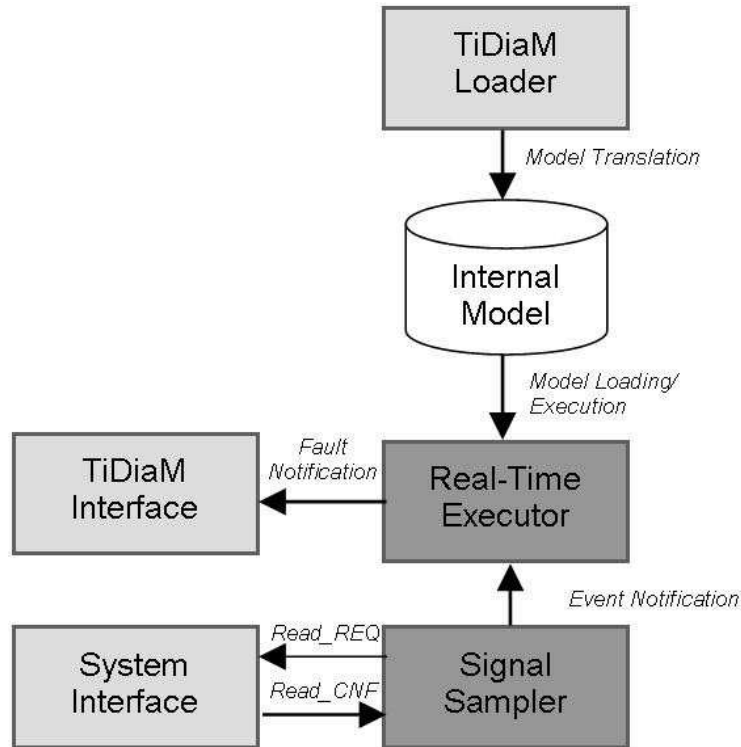 TiDiaM
Loader
Model Translation
Internal
Model
Model Loading/
Execution
TiDiaM
Interface
Fault
Notification
Real-Time
Executor
Event Notification
System
Interface
Read_REQ
Read_CNF
Signal
Sampler